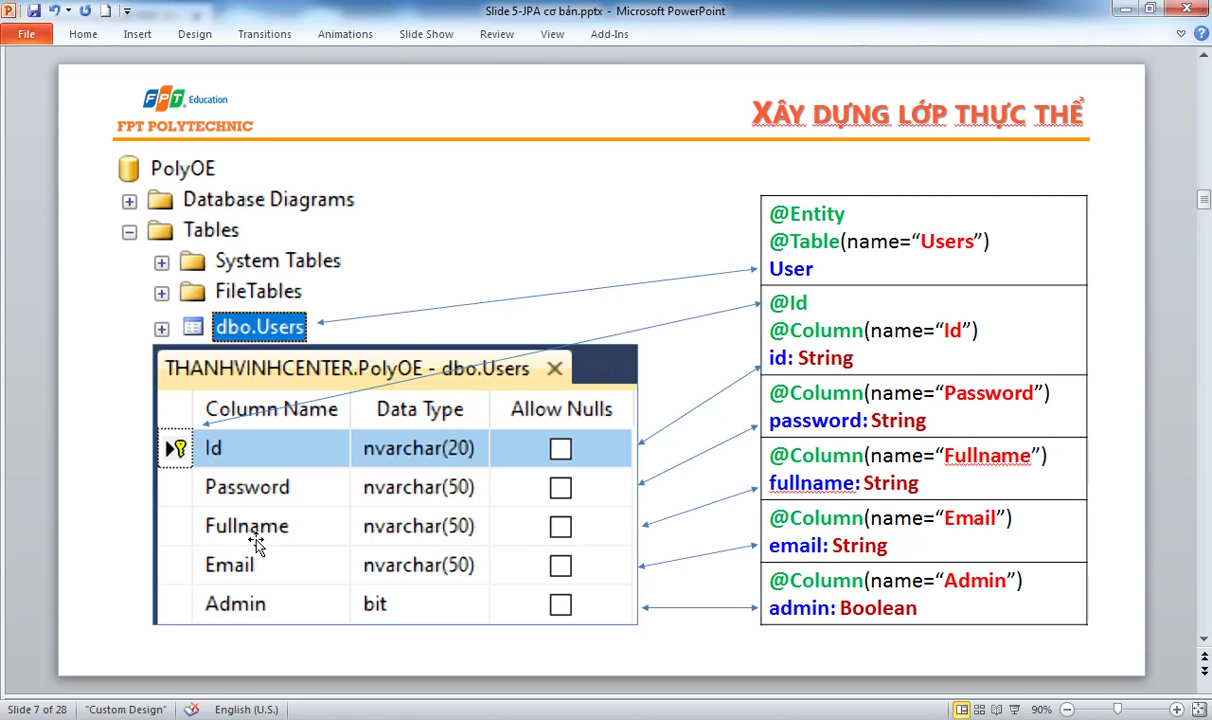 Slide 5-JPA cơ bản.pptx - Microsoft PowerPoint
File Home Insert Design Transitions Animations Slide Show Review View Add-Ins
FPT Education
FPT POLYTECHNIC
XÂY DỰNG LỚP THỰC THỂ
PolyOE
Database Diagrams
Tables
System Tables
FileTables
dbo.Users
THANHVINHCENTER.PolyOE - dbo.Users
Column Name Data Type Allow Nulls
Id nvarchar(20)
Password nvarchar(50)
Fullname nvarchar(50)
Email nvarchar(50)
Admin bit
@Entity
@Table(name=“Users”)
User
@Id
@Column(name=“Id”)
id: String
@Column(name=“Password”)
password: String
@Column(name=“Fullname”)
fullname: String
@Column(name=“Email”)
email: String
@Column(name=“Admin”)
admin: Boolean
Slide 7 of 28 "Custom Design" English (U.S.) 90%